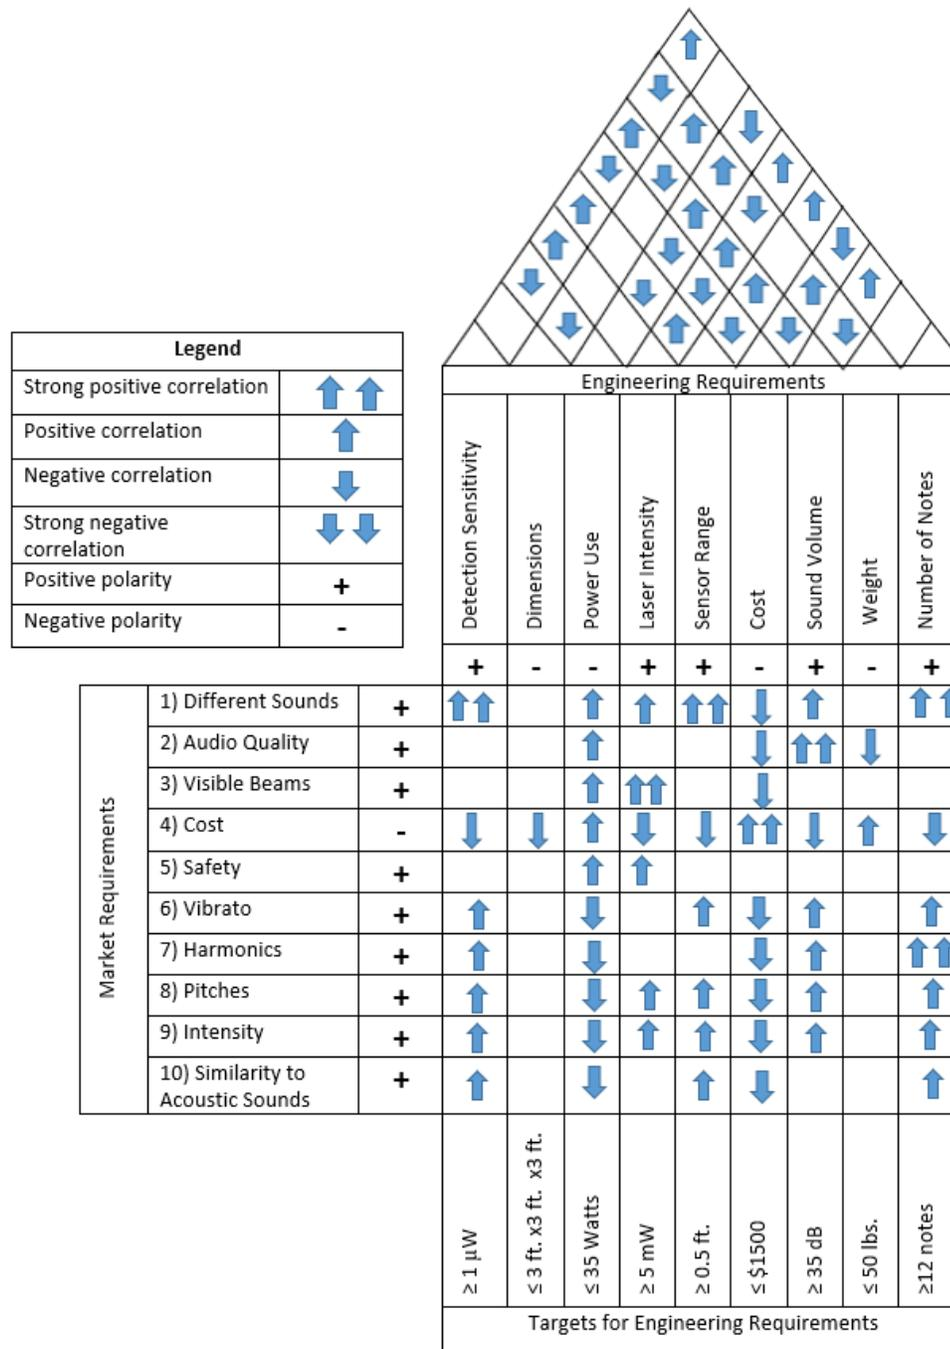 Legend
Strong positive correlation
Positive correlation
Negative correlation
Strong negative
correlation
Positive polarity +
Negative polarity -
Engineering Requirements
Detection Sensitivity
Dimensions
Power Use
Laser Intensity
Sensor Range
Cost
Sound Volume
Weight
Number of Notes
+ - - + + - + - +
Market Requirements
1) Different Sounds +
2) Audio Quality +
3) Visible Beams +
4) Cost -
5) Safety +
6) Vibrato +
7) Harmonics +
8) Pitches +
9) Intensity +
10) Similarity to +
Acoustic Sounds
≥ 1 µW
≤ 3 ft. x3 ft. x3 ft.
≤ 35 Watts
≥ 5 mW
≥ 0.5 ft.
≤ $1500
≥ 35 dB
≤ 50 lbs.
≥12 notes
Targets for Engineering Requirements